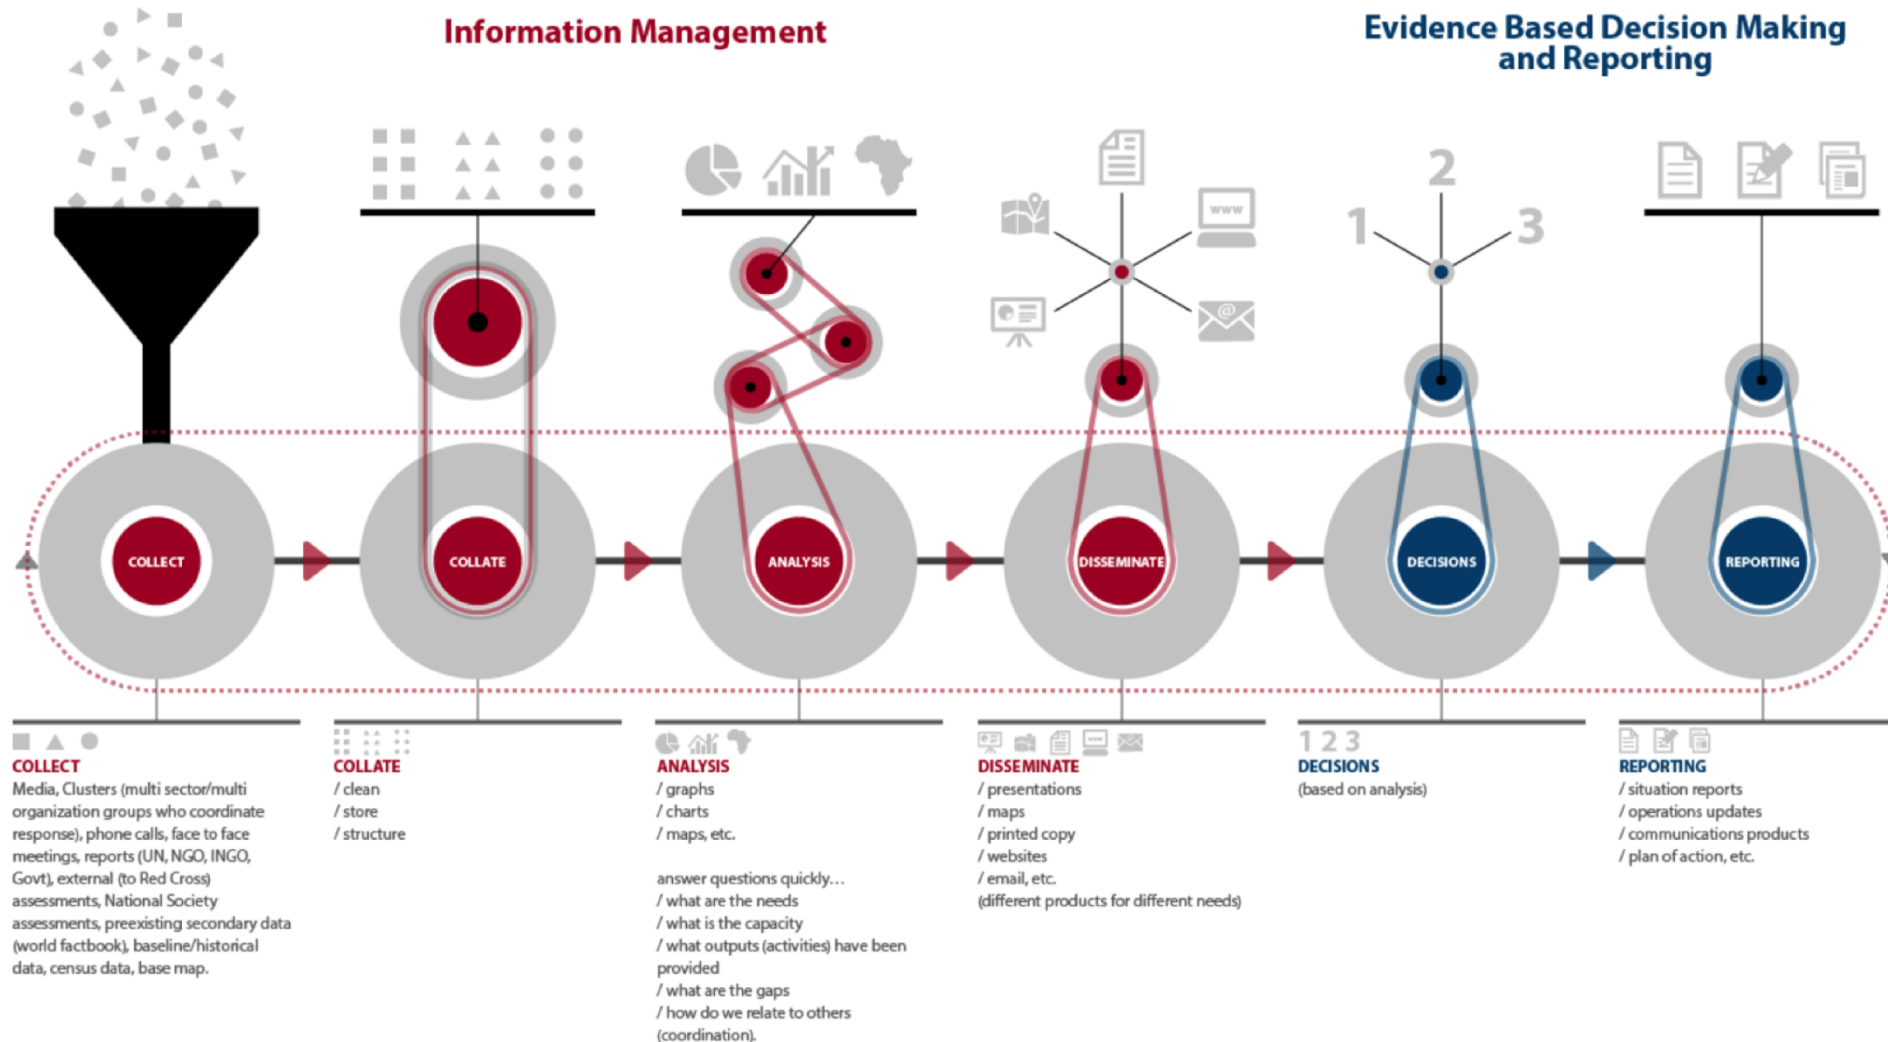 Information Management
Evidence Based Decision Making
and Reporting
www
@
2
1
3
COLLECT
COLLATE
ANALYSIS
DISSEMINATE
DECISIONS
REPORTING
COLLECT
Media, Clusters (multi sector/multi
organization groups who coordinate
response), phone calls, face to face
meetings, reports (UN, NGO, INGO,
Govt), external (to Red Cross)
assessments, National Society
assessments, preexisting secondary data
(world factbook), baseline/historical
data, census data, base map.
COLLATE
/ clean
/ store
/ structure
ANALYSIS
/ graphs
/ charts
/ maps, etc.
answer questions quickly...
/ what are the needs
/ what is the capacity
/ what outputs (activities) have been
provided
/ what are the gaps
/ how do we relate to others
(coordination).
DISSEMINATE
/ presentations
/ maps
/ printed copy
/ websites
/ email, etc.
(different products for different needs)
1 2 3
DECISIONS
(based on analysis)
REPORTING
/ situation reports
/ operations updates
/ communications products
/ plan of action, etc.